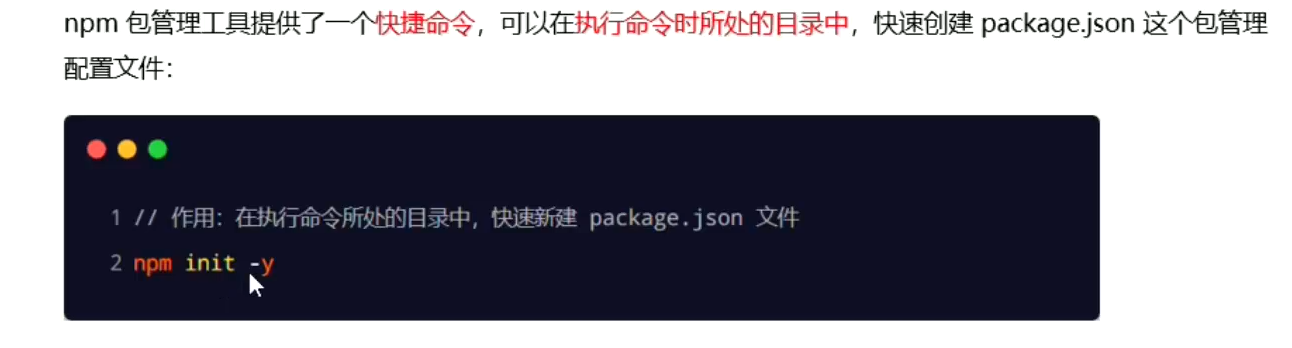 npm 包管理工具提供了一个快捷命令，可以在执行命令时所处的目录中，快速创建 package.json 这个包管理
配置文件：
1 // 作用：在执行命令所处的目录中，快速新建 package.json 文件
2 npm init -y